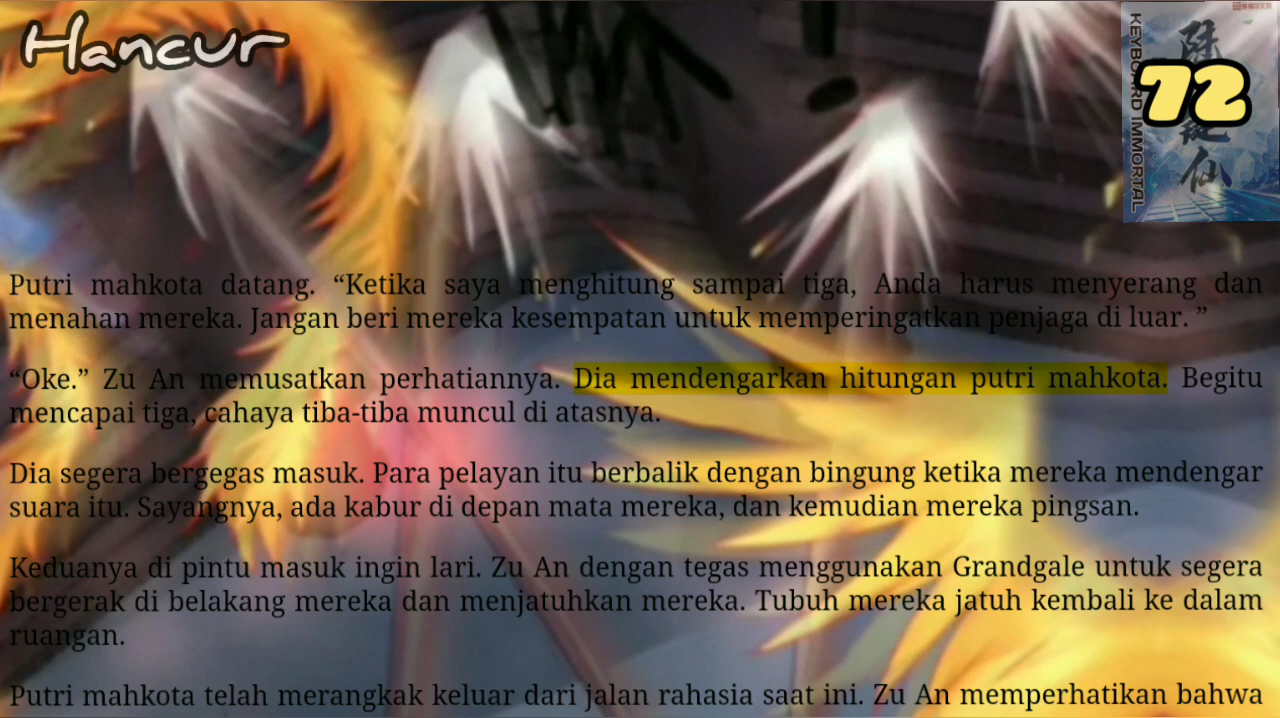 Hancur
72
KEYBOARD IMMORTAL
仙
Putri mahkota datang. “Ketika saya menghitung sampai tiga, Anda harus menyerang dan
menahan mereka. Jangan beri mereka kesempatan untuk memperingatkan penjaga di luar. ”
“Oke.” Zu An memusatkan perhatiannya. Dia mendengarkan hitungan putri mahkota. Begitu
mencapai tiga, cahaya tiba-tiba muncul di atasnya.
Dia segera bergegas masuk. Para pelayan itu berbalik dengan bingung ketika mereka mendengar
suara itu. Sayangnya, ada kabur di depan mata mereka, dan kemudian mereka pingsan.
Keduanya di pintu masuk ingin lari. Zu An dengan tegas menggunakan Grandgale untuk segera
bergerak di belakang mereka dan menjatuhkan mereka. Tubuh mereka jatuh kembali ke dalam
ruangan.
Putri mahkota telah merangkak keluar dari jalan rahasia saat ini. Zu An memperhatikan bahwa